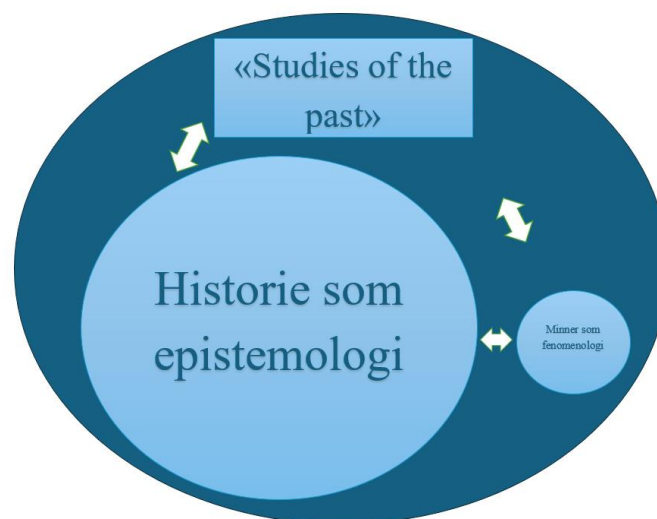 «Studies of the
past»
Historie som
epistemologi
Minner som
fenomenologi